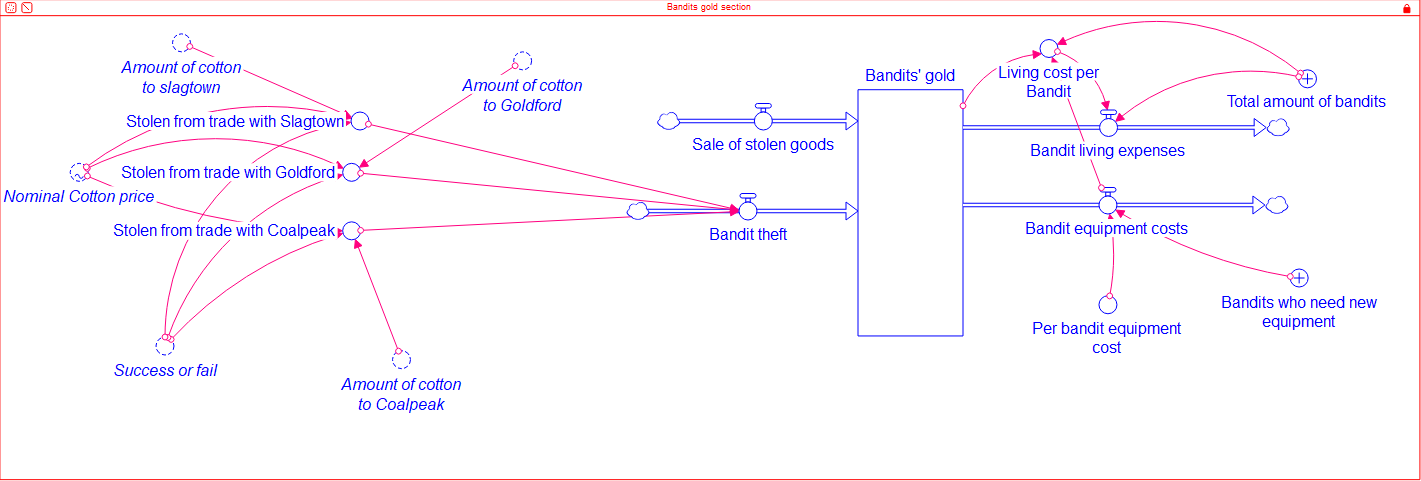 Bandits gold section
Amount of cotton
to slagtown
Amount of cotton
to Goldford
Bandits' gold
Living cost per
Bandit
Total amount of bandits
Stolen from trade with Slagtown
Sale of stolen goods
Bandit living expenses
Stolen from trade with Goldford
Nominal Cotton price
Stolen from trade with Coalpeak
Bandit theft
Bandit equipment costs
Bandits who need new
equipment
Per bandit equipment
cost
Success or fail
Amount of cotton
to Coalpeak